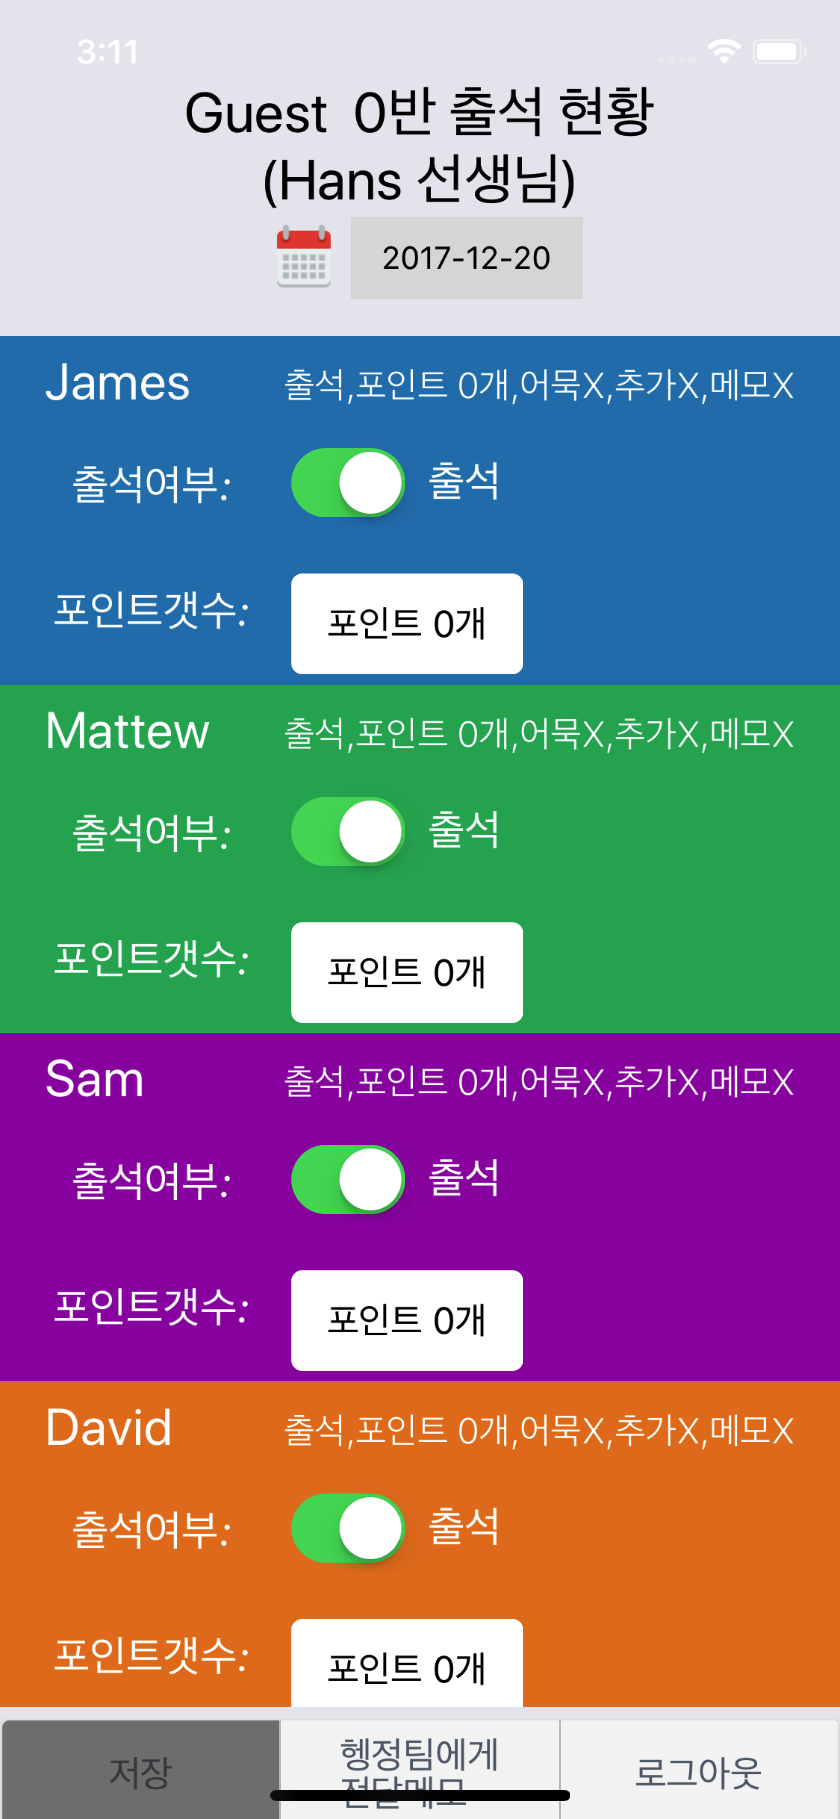 3:11
Guest 0반 출석 현황
(Hans 선생님)
2017-12-20
James 출석,포인트 0개,어묵X,추가X,메모X
출석여부: 출석
포인트갯수: 포인트 0개
Mattew 출석,포인트 0개,어묵X,추가X,메모X
출석여부: 출석
포인트갯수: 포인트 0개
Sam 출석,포인트 0개,어묵X,추가X,메모X
출석여부: 출석
포인트갯수: 포인트 0개
David 출석,포인트 0개,어묵X,추가X,메모X
출석여부: 출석
포인트갯수: 포인트 0개
저장 헹정팀에게 로그아웃
전달메모